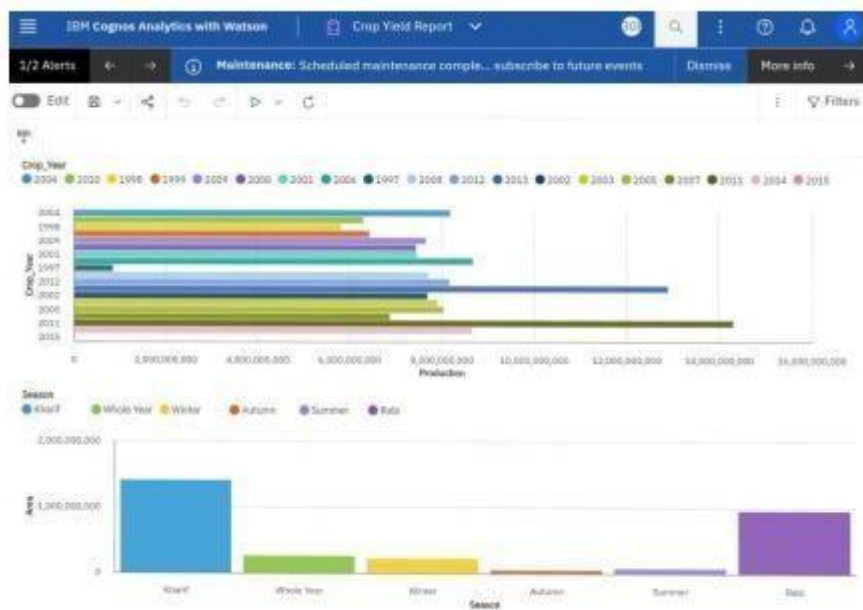 IBM Cognos Analytics with Watson
Crop Yield Report
1/2 Alerts
Maintenance: Scheduled maintenance comple... subscribe to future events
Dismiss
More info
Edit
Filters
Crop_Year
2004 2010 1998 1999 2009 2000 2001 2006 1997 2008 2012 2013 2002 2003 2005 2007 2011 2014 2015
Crop_Year
2004
1998
2009
2001
1997
2012
2002
2005
2011
2015
0 2,000,000,000 4,000,000,000 6,000,000,000 8,000,000,000 10,000,000,000 12,000,000,000 14,000,000,000 16,000,000,000
Production
Season
Kharif Whole Year Winter Autumn Summer Rabi
Area
2,000,000,000
1,000,000,000
0
Kharif Whole Year Winter Autumn Summer Rabi
Season